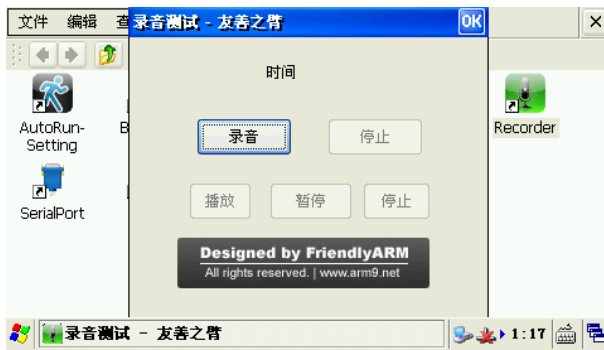 文件 编辑 查
录音测试 - 友善之臂 OK
时间
AutoRun-
Setting
B
Recorder
录音 停止
SerialPort
播放 暂停 停止
Designed by FriendlyARM
All rights reserved. | www.arm9.net
录音测试 - 友善之臂 1:17